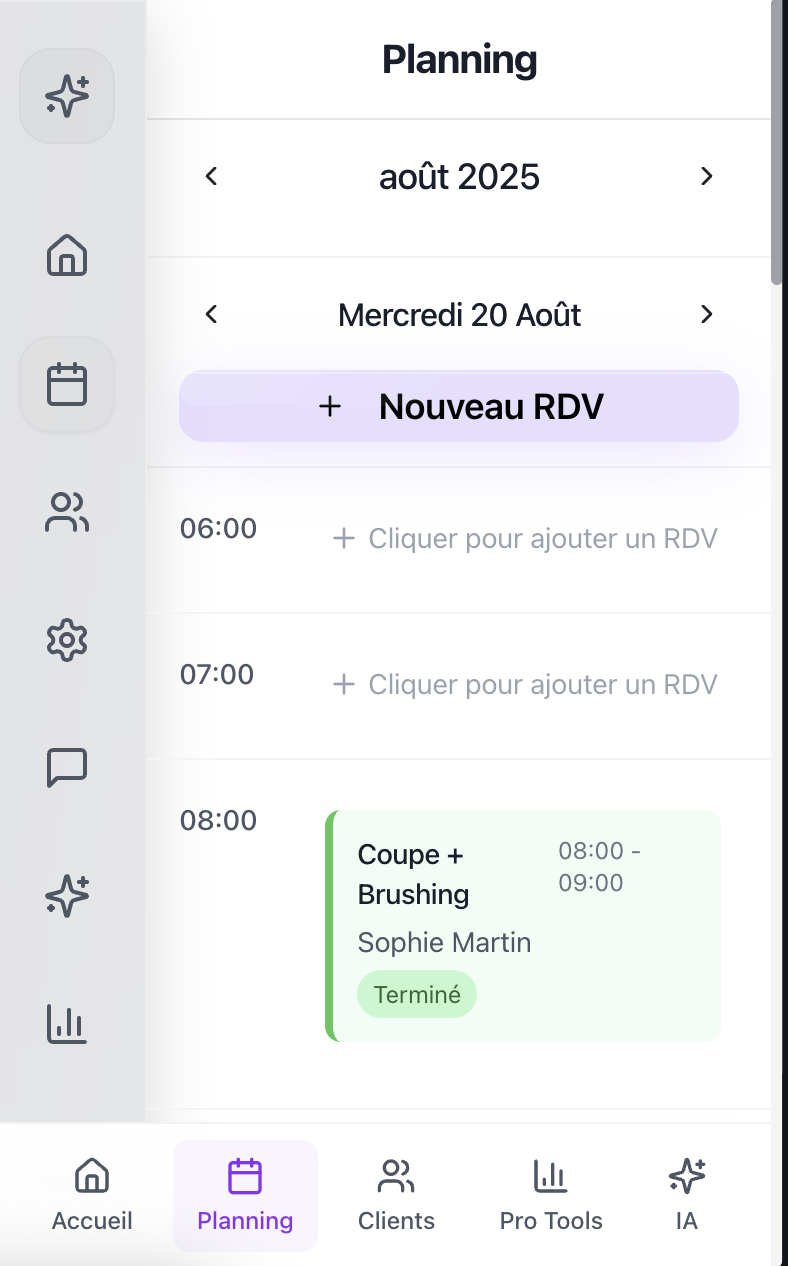 Planning
août 2025
Mercredi 20 Août
+ Nouveau RDV
06:00
+ Cliquer pour ajouter un RDV
07:00
+ Cliquer pour ajouter un RDV
08:00
Coupe +
Brushing
08:00 -
09:00
Sophie Martin
Terminé
Accueil
Planning
Clients
Pro Tools
IA